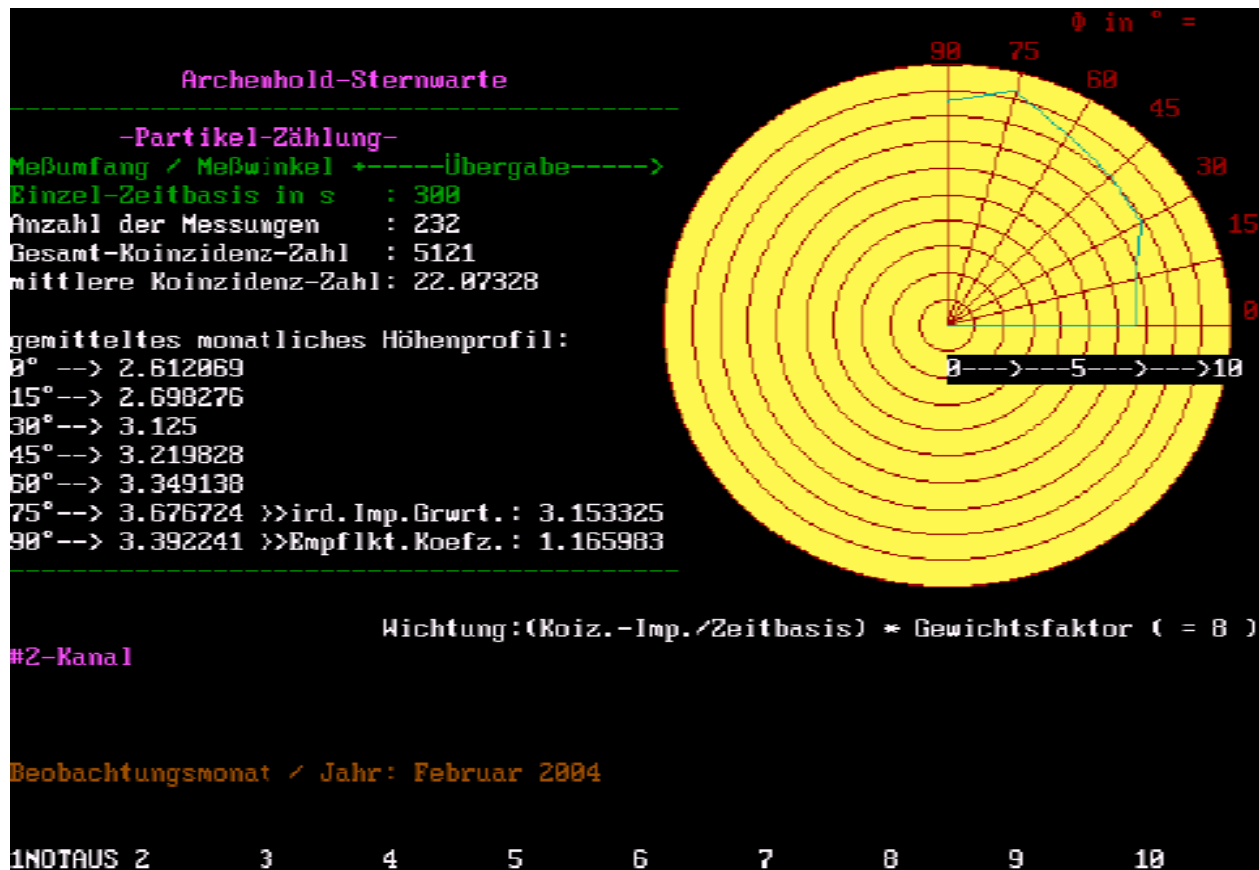 Φ in ° =
90 75
60
45
30
15
0
0--->---5--->--->10
Archenhold-Sternwarte
-Partikel-Zählung-
Meßumfang / Meßwinkel +-----Übergabe----->
Einzel-Zeitbasis in s : 300
Anzahl der Messungen : 232
Gesamt-Koinzidenz-Zahl : 5121
mittlere Koinzidenz-Zahl: 22.07328
gemitteltes monatliches Höhenprofil:
0° --> 2.612069
15°--> 2.698276
30°--> 3.125
45°--> 3.219828
60°--> 3.349138
75°--> 3.676724 >>ird.Imp.Grwrt.: 3.153325
90°--> 3.392241 >>Empflkt.Koefz.: 1.165983
Wichtung:(Koiz.-Imp./Zeitbasis) * Gewichtsfaktor ( = 8 )
#2-Kanal
Beobachtungsmonat / Jahr: Februar 2004
1NOTAUS 2 3 4 5 6 7 8 9 10